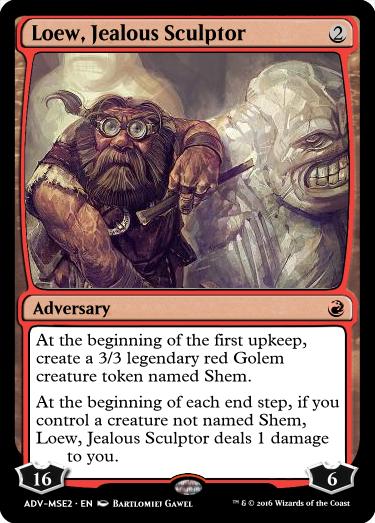 Loew, Jealous Sculptor 2
Adversary
At the beginning of the first upkeep,
create a 3/3 legendary red Golem
creature token named Shem.
At the beginning of each end step, if you
control a creature not named Shem,
Loew, Jealous Sculptor deals 1 damage
to you.
16 6
ADV-MSE2 · EN Bartlomiej Gawel ™ & © 2016 Wizards of the Coast